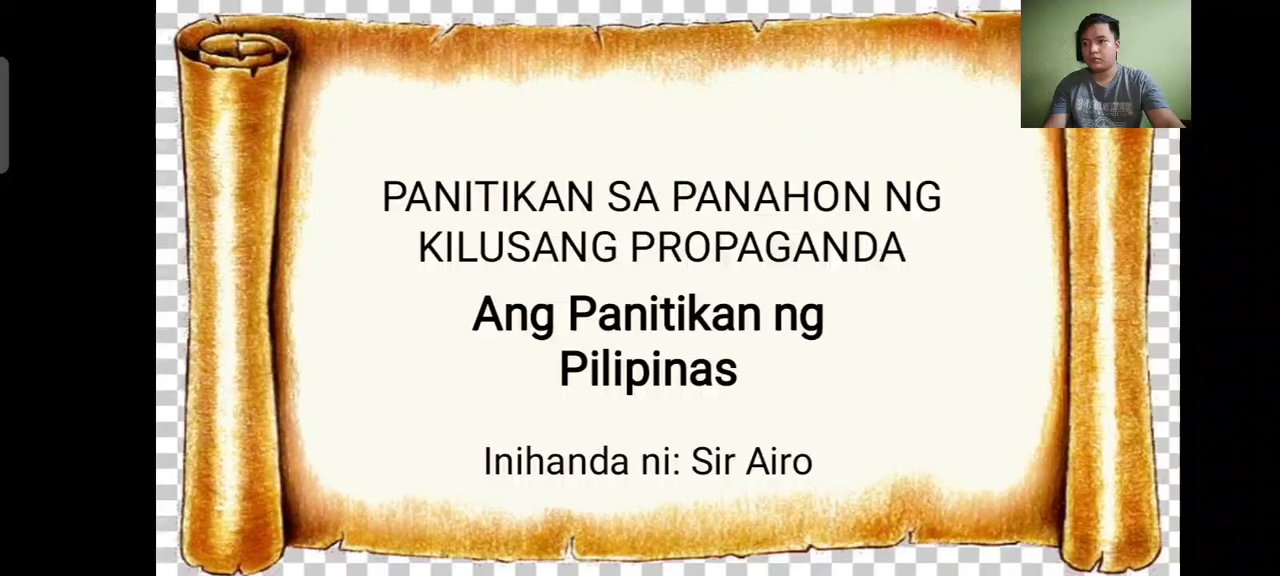 PANITIKAN SA PANAHON NG
KILUSANG PROPAGANDA
Ang Panitikan ng
Pilipinas
Inihanda ni: Sir Airo